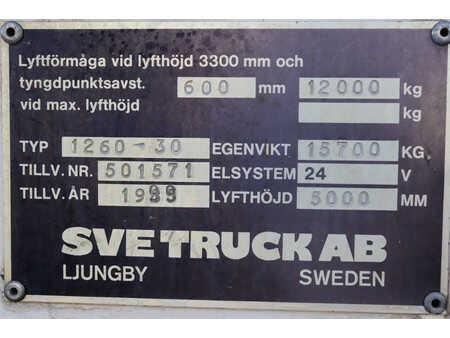 Lyftförmåga vid lyfthöjd 3300 mm och
tyngdpunktsavst. 600 mm 12000 kg
vid max. lyfthöjd kg
TYP 1260-30 EGENVIKT 15700 KG
TILLV. NR. 501571 ELSYSTEM 24 V
TILLV. ÅR LYFTHÖJD 5000 MM
SVETRUCK AB
LJUNGBY SWEDEN